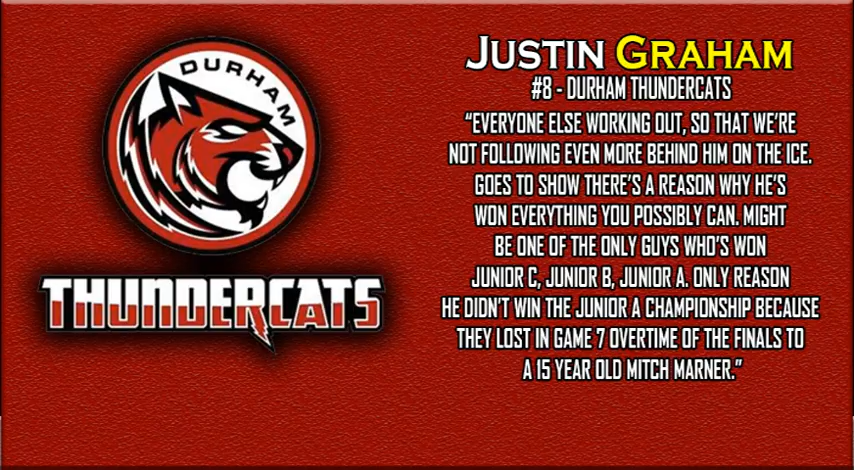 DURHAM
THUNDERCATS
JUSTIN GRAHAM
#8 - DURHAM THUNDERCATS
“EVERYONE ELSE WORKING OUT, SO THAT WE’RE
NOT FOLLOWING EVEN MORE BEHIND HIM ON THE ICE.
GOES TO SHOW THERE’S A REASON WHY HE’S
WON EVERYTHING YOU POSSIBLY CAN. MIGHT
BE ONE OF THE ONLY GUYS WHO’S WON
JUNIOR C, JUNIOR B, JUNIOR A. ONLY REASON
HE DIDN’T WIN THE JUNIOR A CHAMPIONSHIP BECAUSE
THEY LOST IN GAME 7 OVERTIME OF THE FINALS TO
A 15 YEAR OLD MITCH MARNER.”